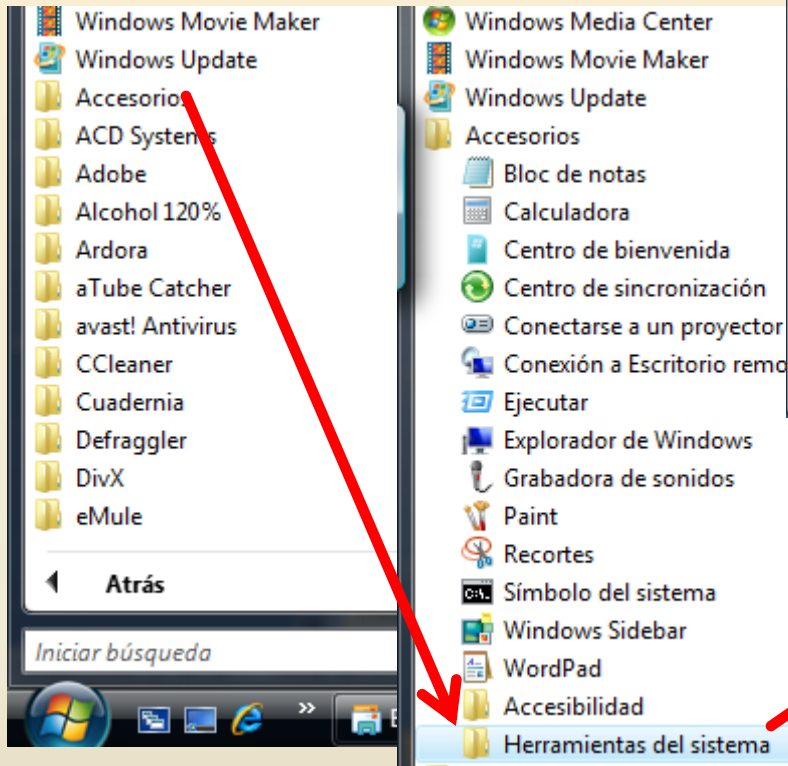 Windows Movie Maker
Windows Update
Accesorios
ACD Systems
Adobe
Alcohol 120%
Ardora
aTube Catcher
avast! Antivirus
CCleaner
Cuadernia
Defraggler
DivX
eMule
Atrás
Iniciar búsqueda
»
Windows Media Center
Windows Movie Maker
Windows Update
Accesorios
Bloc de notas
Calculadora
Centro de bienvenida
Centro de sincronización
Conectarse a un proyector
Conexión a Escritorio remo
Ejecutar
Explorador de Windows
Grabadora de sonidos
Paint
Recortes
Símbolo del sistema
Windows Sidebar
WordPad
Accesibilidad
Herramientas del sistema